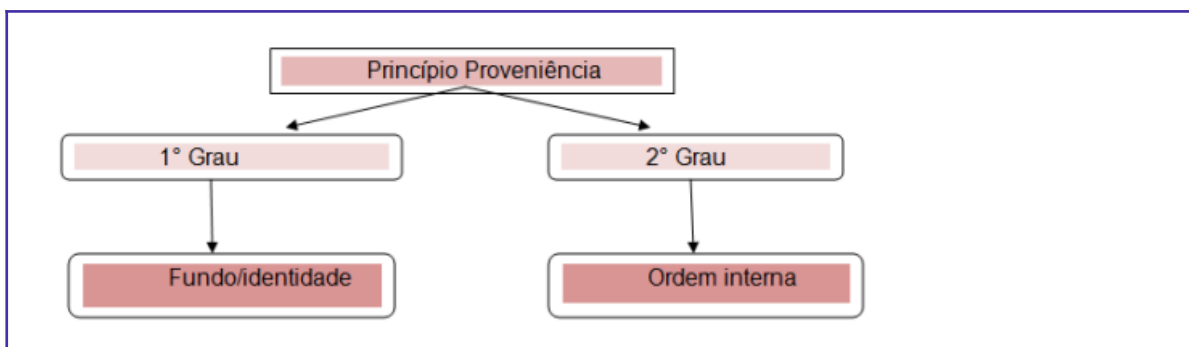 Princípio Proveniência
1° Grau
2° Grau
Fundo/identidade
Ordem interna